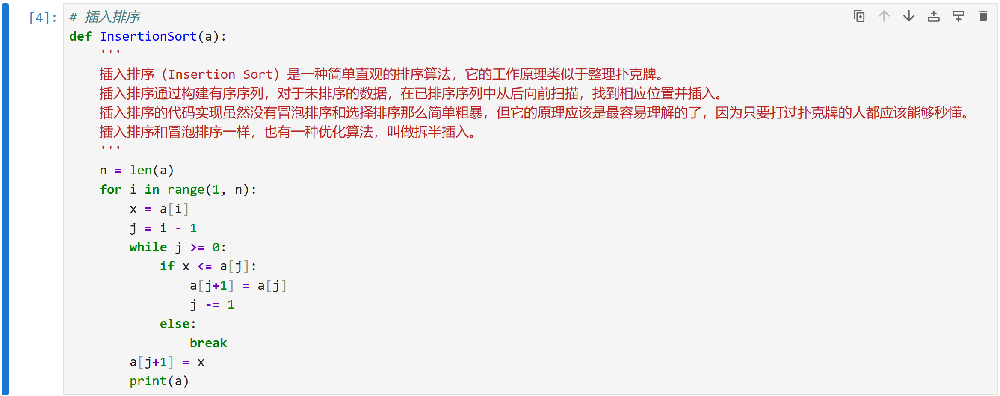 [4]: # 插入排序
def InsertionSort(a):
    '''
    插入排序（Insertion Sort）是一种简单直观的排序算法，它的工作原理类似于整理扑克牌。
    插入排序通过构建有序序列，对于未排序的数据，在已排序序列中从后向前扫描，找到相应位置并插入。
    插入排序的代码实现虽然没有冒泡排序和选择排序那么简单粗暴，但它的原理应该是最容易理解的了，因为只要打过扑克牌的人都应该能够秒懂。
    插入排序和冒泡排序一样，也有一种优化算法，叫做拆半插入。
    '''
    n = len(a)
    for i in range(1, n):
        x = a[i]
        j = i - 1
        while j >= 0:
            if x <= a[j]:
                a[j+1] = a[j]
                j -= 1
            else:
                break
        a[j+1] = x
        print(a)